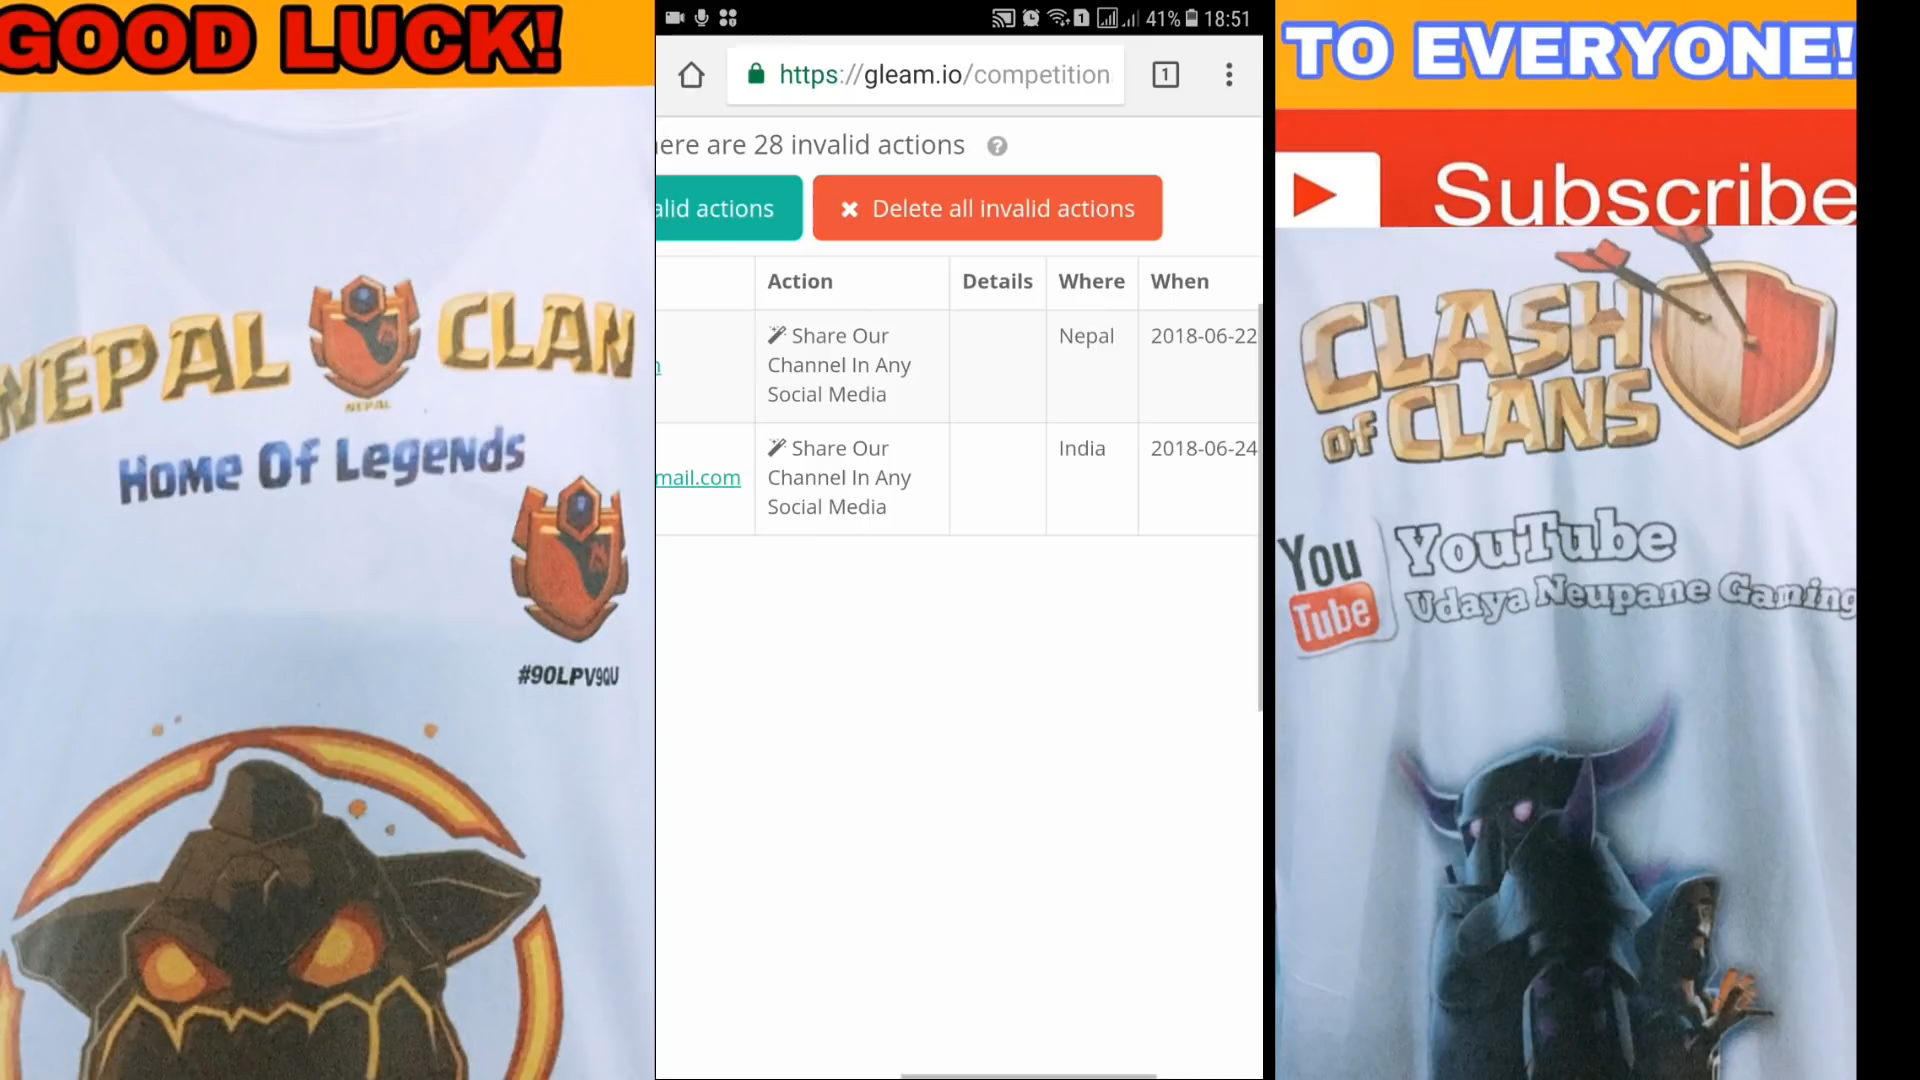 GOOD LUCK!
NEPAL CLAN
NEPAL
Home Of Legends
#90LPV9QU
1 41% 18:51
https://gleam.io/competition
1
ere are 28 invalid actions ?
alid actions
Delete all invalid actions
Action Details Where When
Share Our Nepal 2018-06-22
Channel In Any
Social Media
Share Our India 2018-06-24
mail.com Channel In Any
Social Media
TO EVERYONE!
Subscribe
CLASH
OF CLANS
You
Tube
YouTube
Udaya Neupane Gaming